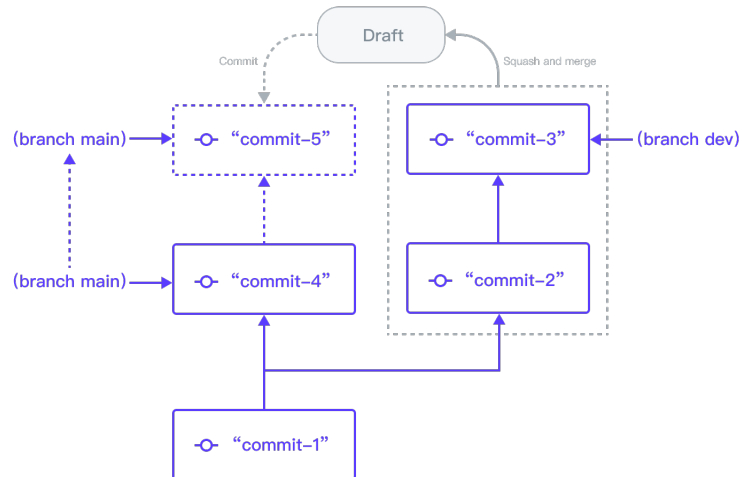 Draft
Commit
Squash and merge
(branch main)
“commit–5”
“commit–3”
(branch dev)
(branch main)
“commit–4”
“commit–2”
“commit–1”